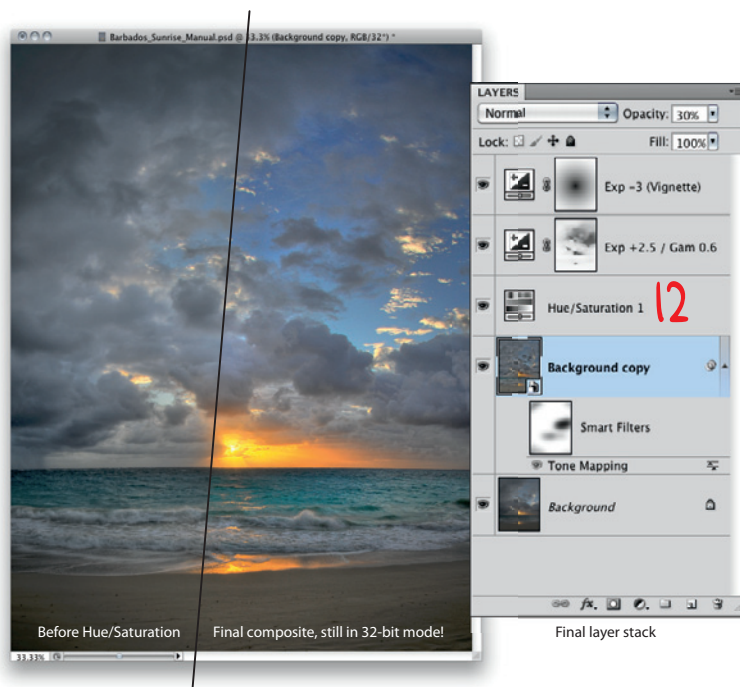 Barbados_Sunrise_Manual.psd @ 33.3% (Background copy, RGB/32*) *
LAYERS
Normal
Opacity: 30%
Lock:
Fill: 100%
Exp -3 (Vignette)
Exp +2.5 / Gam 0.6
Hue/Saturation 1
12
Background copy
Smart Filters
Tone Mapping
Background
fx.
Before Hue/Saturation
Final composite, still in 32-bit mode!
Final layer stack
33.33%